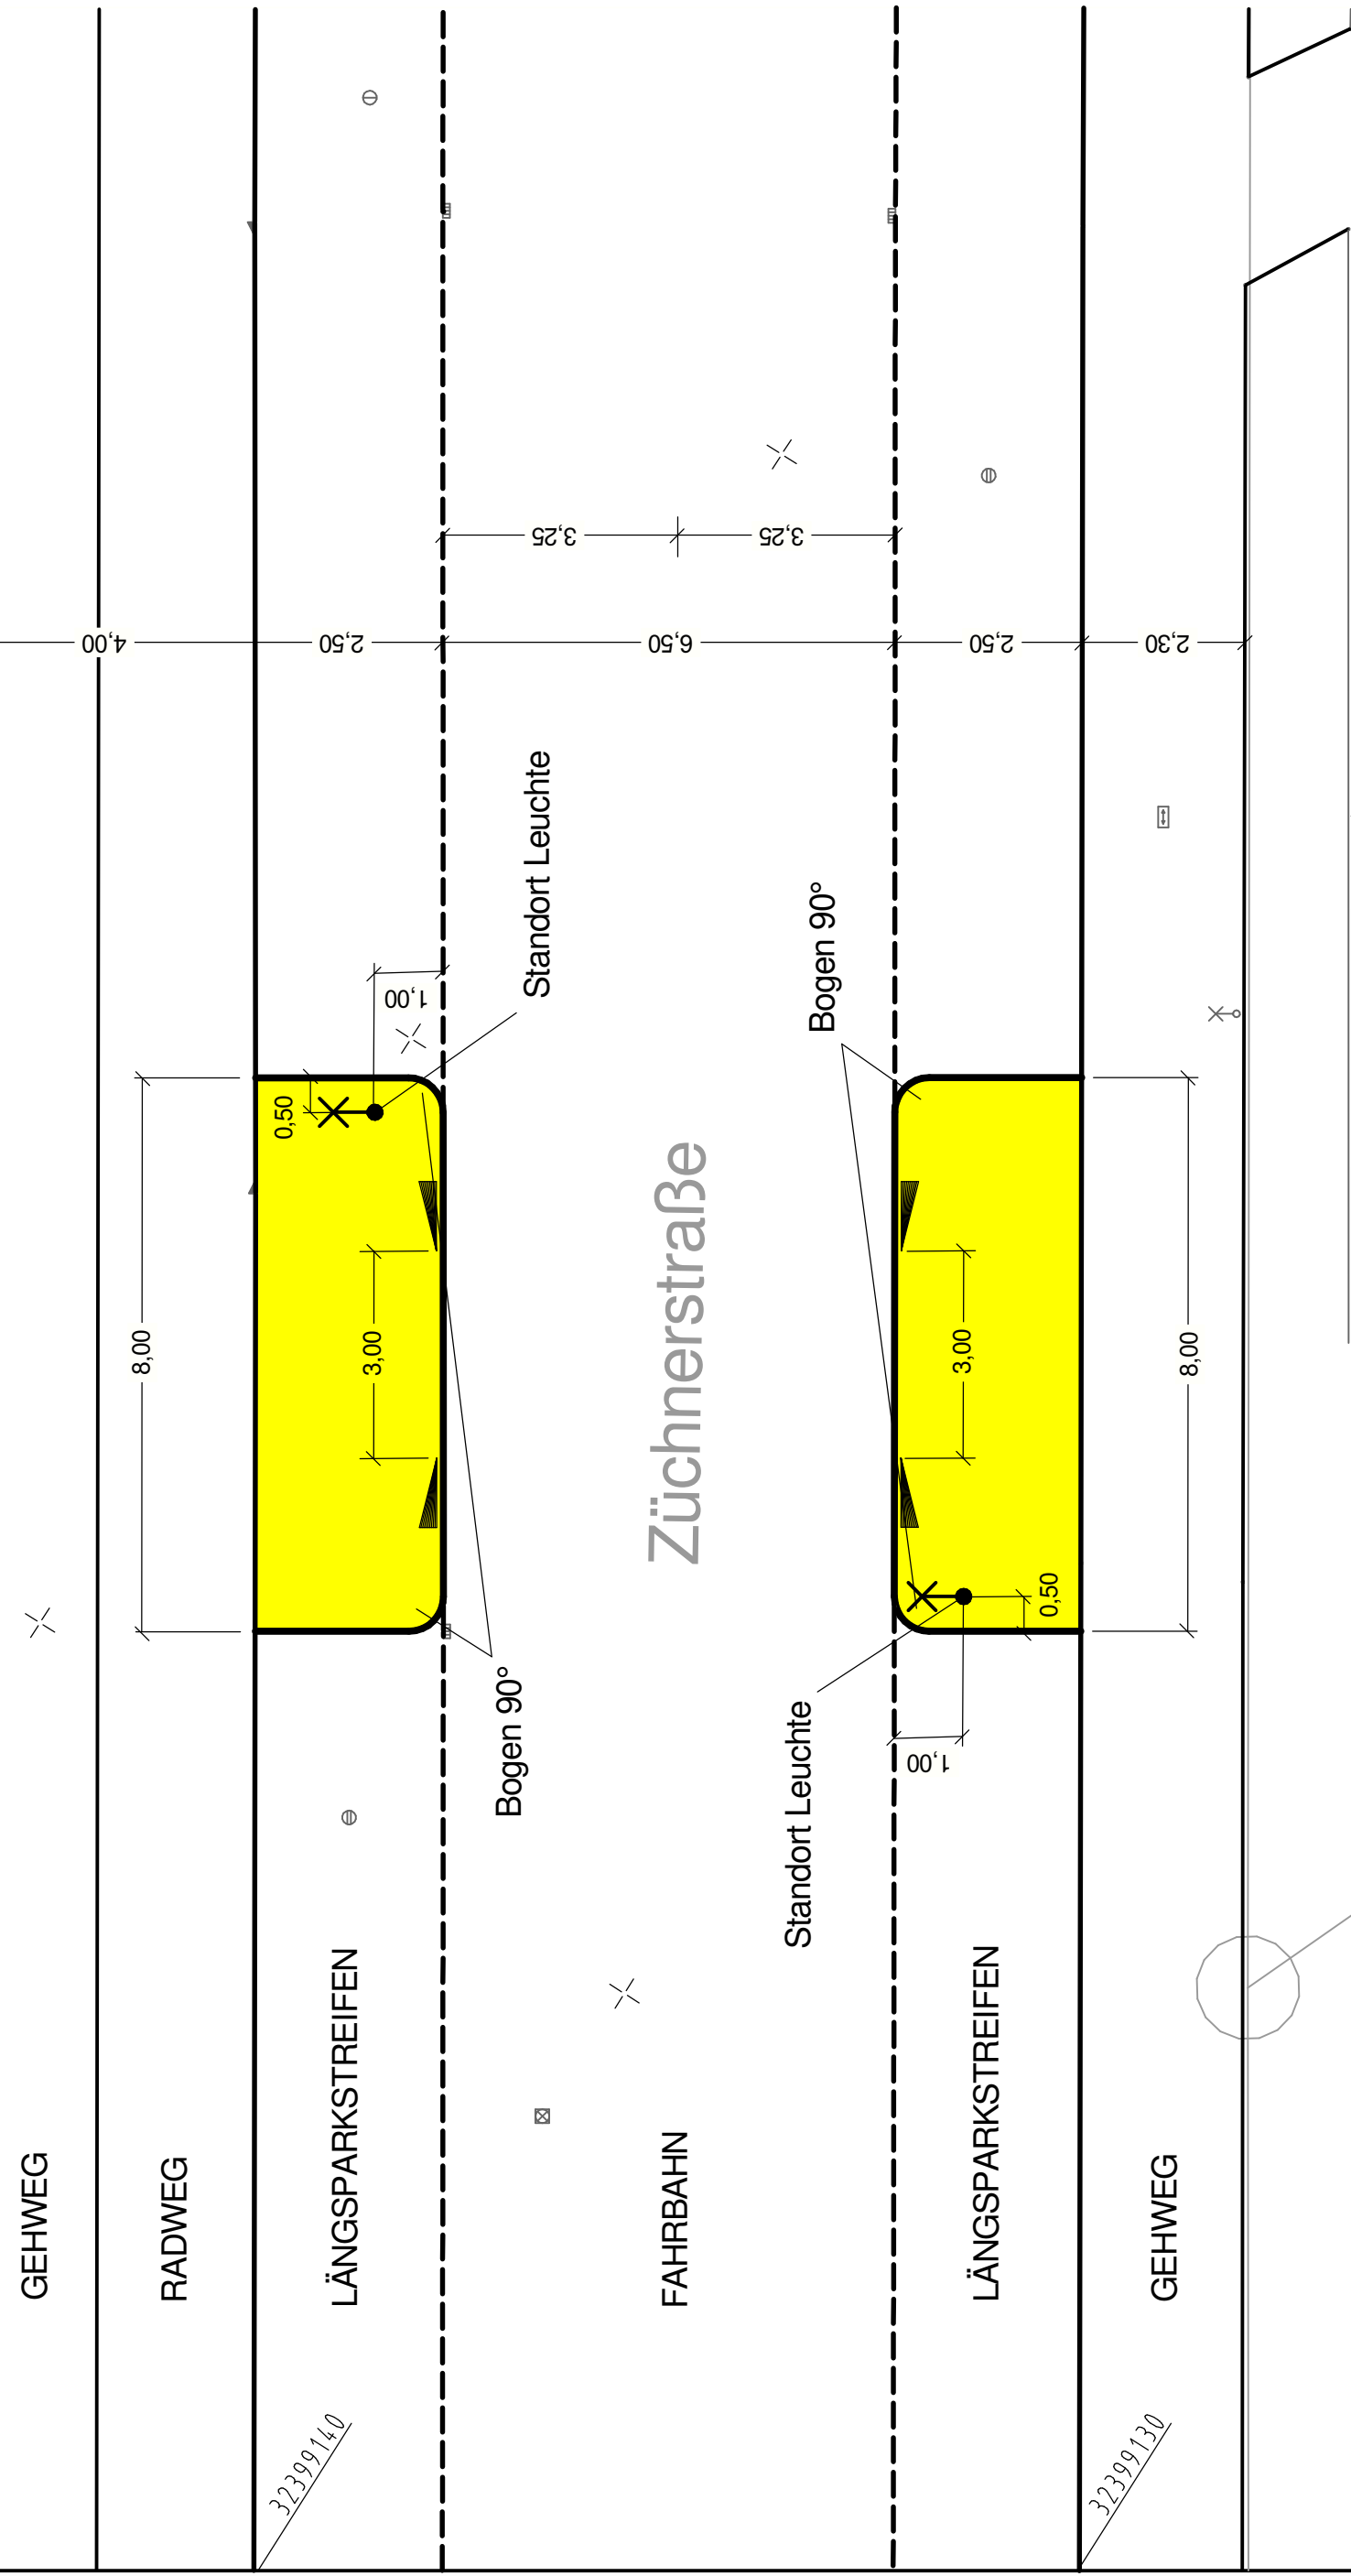 4,00
2,50
6,50
2,50
2,30
3,25
3,25
Standort Leuchte
1,00
Bogen 90°
0,50
8,00
3,00
Züchnerstraße
3,00
8,00
0,50
Bogen 90°
Standort Leuchte
1,00
GEHWEG
RADWEG
LÄNGSPARKSTREIFEN
FAHRBAHN
LÄNGSPARKSTREIFEN
GEHWEG
32399140
32399130